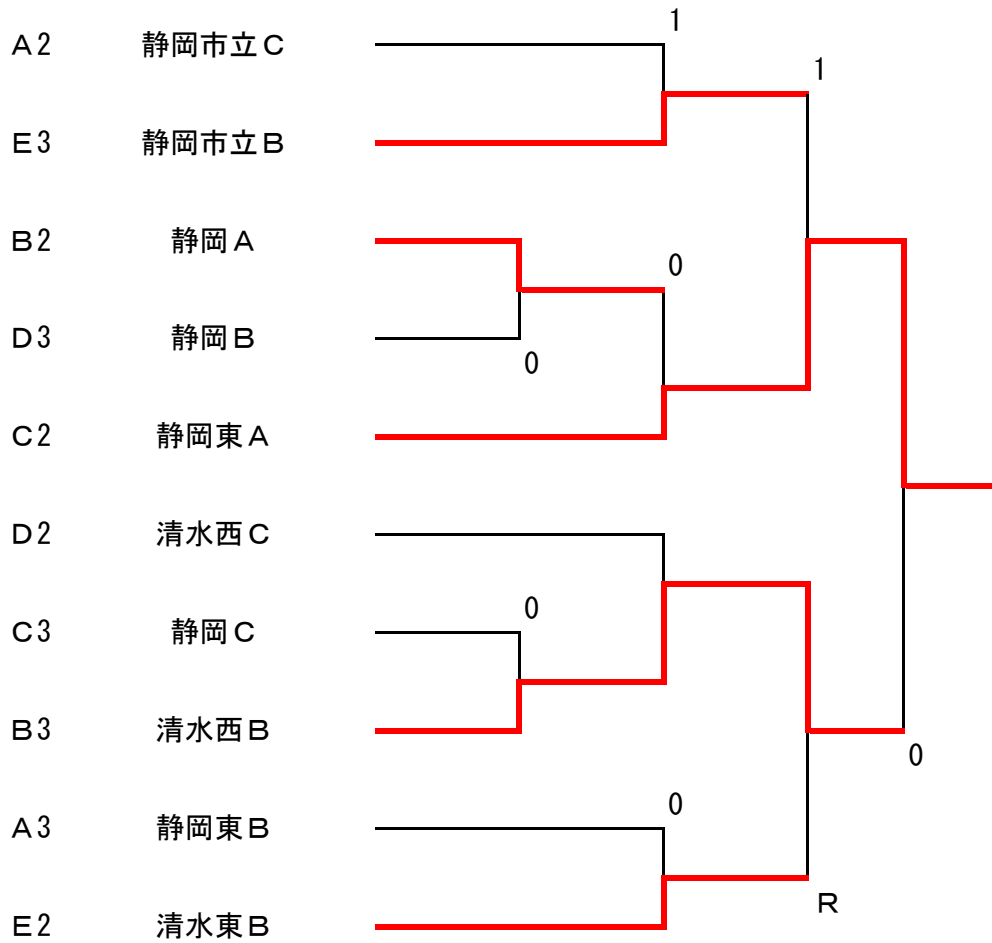 1
A2 静岡市立C
1
E3 静岡市立B
B2 静岡A
0
D3 静岡B
0
C2 静岡東A
D2 清水西C
0
C3 静岡C
B3 清水西B
0
0
A3 静岡東B
R
E2 清水東B